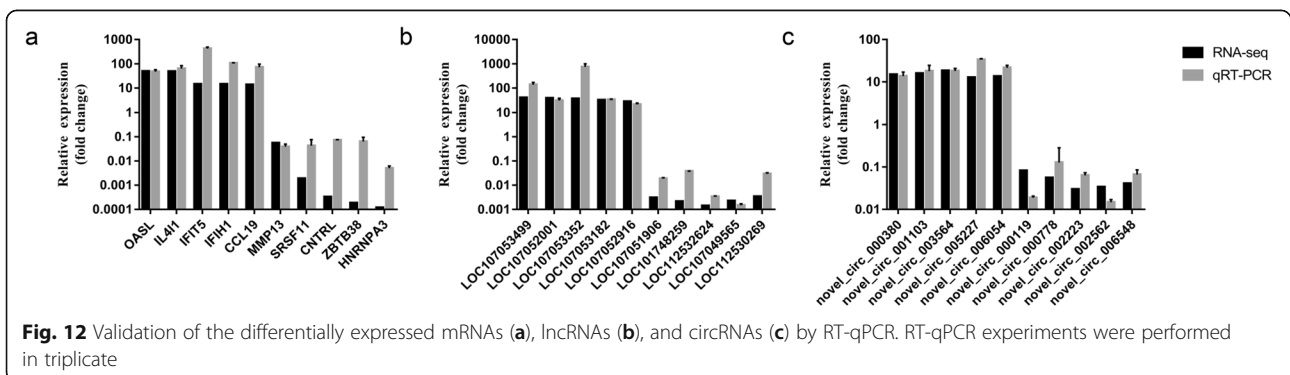 a
Relative expression
(fold change)
1000
100
10
1
0.1
0.01
0.001
0.0001
OASL
IL4I1
IFIT5
IFIH1
CCL19
MMP13
SRSF11
CNTRL
ZBTB38
HNRNPA3
b
Relative expression
(fold change)
10000
1000
100
10
1
0.1
0.01
0.001
LOC107053499
LOC107052001
LOC107053352
LOC107053182
LOC107052916
LOC107051906
LOC101748259
LOC112532624
LOC107049565
LOC112530269
c
Relative expression
(fold change)
100
10
1
0.1
0.01
novel_circ_000380
novel_circ_001103
novel_circ_003564
novel_circ_005227
novel_circ_006054
novel_circ_000119
novel_circ_000778
novel_circ_002223
novel_circ_002562
novel_circ_006548
RNA-seq
qRT-PCR
Fig. 12 Validation of the differentially expressed mRNAs (a), lncRNAs (b), and circRNAs (c) by RT-qPCR. RT-qPCR experiments were performed
in triplicate